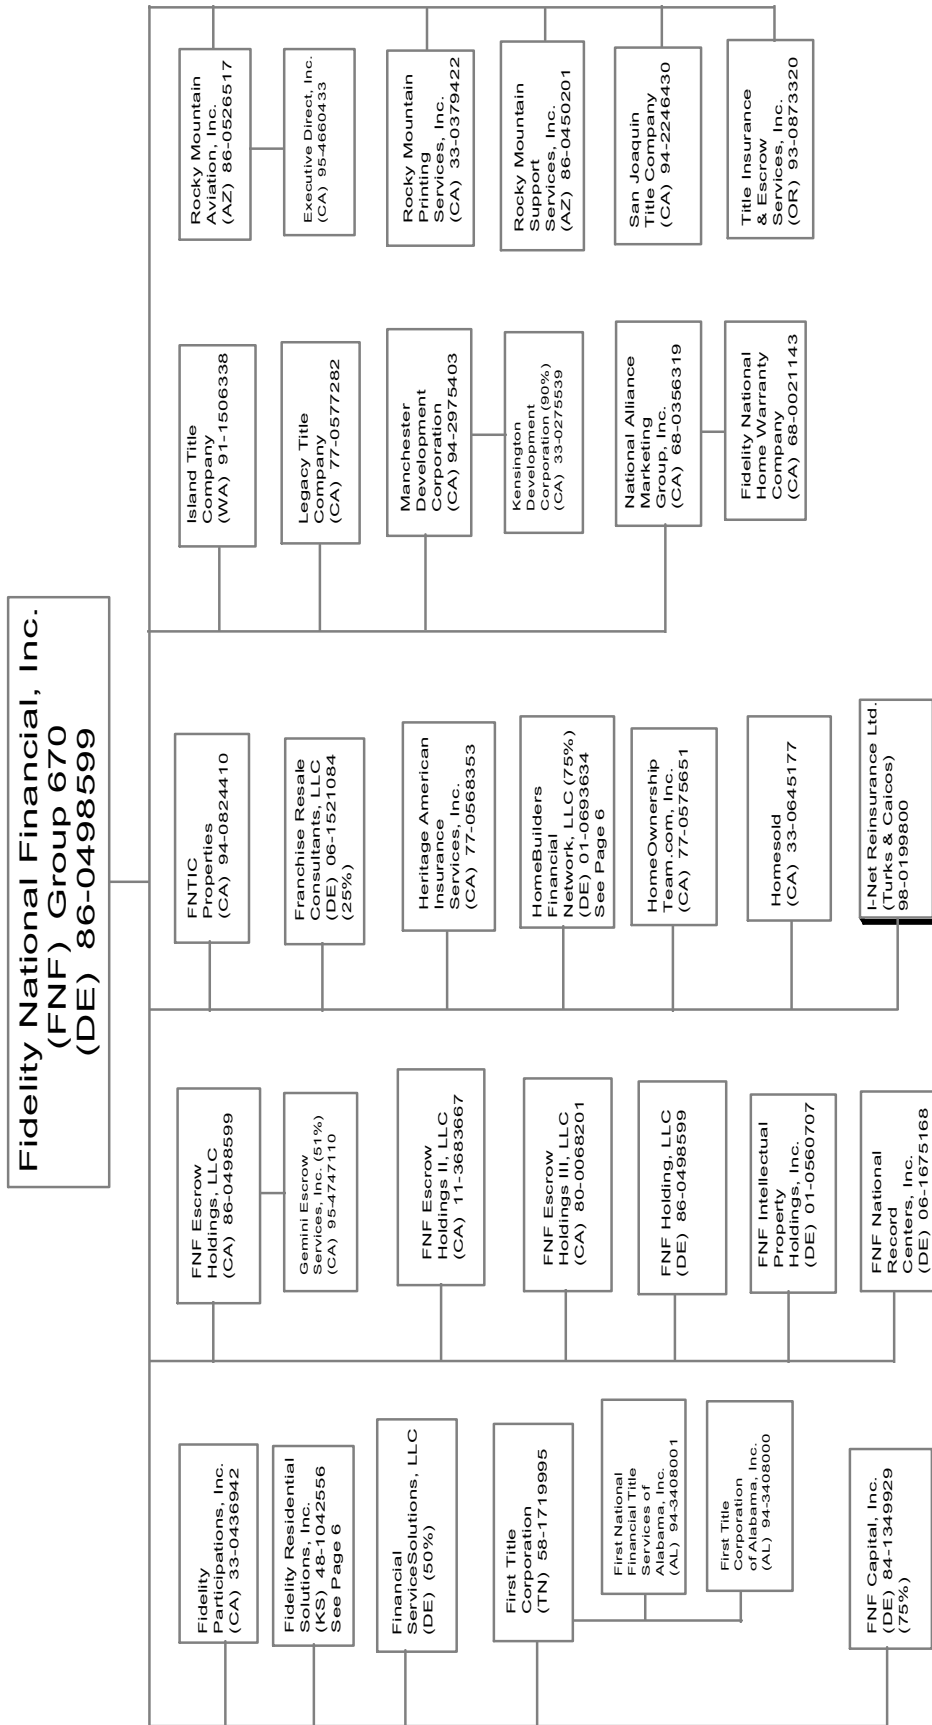 Fidelity National Financial, Inc.
(FNF) Group 670
(DE) 86-0498599
Fidelity
Participations, Inc.
(CA) 33-0436942
Fidelity Residential
Solutions, Inc.
(KS) 48-1042556
See Page 6
Financial
ServiceSolutions, LLC
(DE) (50%)
First Title
Corporation
(TN) 58-1719995
First National
Financial Title
Services of
Alabama, Inc.
(AL) 94-3408001
First Title
Corporation
of Alabama, Inc.
(AL) 94-3408000
FNF Capital, Inc.
(DE) 84-1349929
(75%)
FNF Escrow
Holdings, LLC
(CA) 86-0498599
Gemini Escrow
Services, Inc. (51%)
(CA) 95-4747110
FNF Escrow
Holdings II, LLC
(CA) 11-3683667
FNF Escrow
Holdings III, LLC
(CA) 80-0068201
FNF Holding, LLC
(DE) 86-0498599
FNF Intellectual
Property
Holdings, Inc.
(DE) 01-0560707
FNF National
Record
Centers, Inc.
(DE) 06-1675168
FNTIC
Properties
(CA) 94-0824410
Franchise Resale
Consultants, LLC
(DE) 06-1521084
(25%)
Heritage American
Insurance
Services, Inc.
(CA) 77-0568353
HomeBuilders
Financial
Network, LLC (75%)
(DE) 01-0693634
See Page 6
HomeOwnership
Team.com, Inc.
(CA) 77-0575651
Homesold
(CA) 33-0645177
I-Net Reinsurance Ltd.
(Turks & Caicos)
98-0199800
Island Title
Company
(WA) 91-1506338
Legacy Title
Company
(CA) 77-0577282
Manchester
Development
Corporation
(CA) 94-2975403
Kensington
Development
Corporation (90%)
(CA) 33-0275539
National Alliance
Marketing
Group, Inc.
(CA) 68-0356319
Fidelity National
Home Warranty
Company
(CA) 68-0021143
Rocky Mountain
Aviation, Inc.
(AZ) 86-0526517
Executive Direct, Inc.
(CA) 95-4660433
Rocky Mountain
Printing
Services, Inc.
(CA) 33-0379422
Rocky Mountain
Support
Services, Inc.
(AZ) 86-0450201
San Joaquin
Title Company
(CA) 94-2246430
Title Insurance
& Escrow
Services, Inc.
(OR) 93-0873320